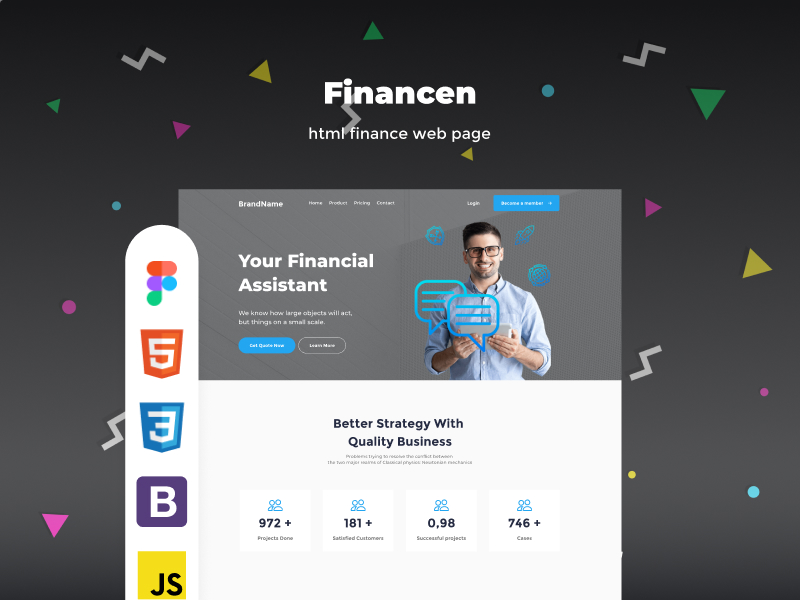 Financen
html finance web page
BrandName
Home Product Pricing Contact
Login
Become a member
Your Financial
Assistant
We know how large objects will act,
but things on a small scale.
Get Quote Now
Learn More
5
3
B
JS
Better Strategy With
Quality Business
Problems trying to resolve the conflict between
the two major realms of Classical physics: Newtonian mechanics
972 +
Projects Done
181 +
Satisfied Customers
0,98
Successful projects
746 +
Cases